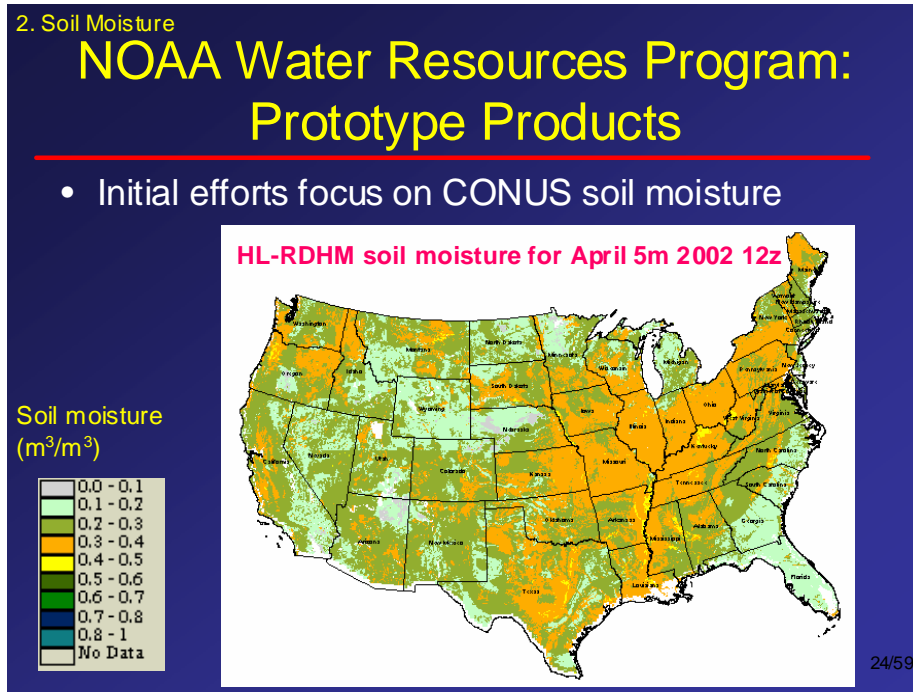 2. Soil Moisture
NOAA Water Resources Program:
Prototype Products
• Initial efforts focus on CONUS soil moisture
HL-RDHM soil moisture for April 5m 2002 12z
Soil moisture
(m³/m³)
0.0 - 0.1
0.1 - 0.2
0.2 - 0.3
0.3 - 0.4
0.4 - 0.5
0.5 - 0.6
0.6 - 0.7
0.7 - 0.8
0.8 - 1
No Data
Washington
Montana
North Dakota
Minnesota
Oregon
Idaho
Wisconsin
Michigan
New York
South Dakota
Wyoming
Iowa
Pennsylvania
Nebraska
Illinois
Indiana
Ohio
West Virginia
Virginia
Nevada
Utah
Colorado
Kansas
Missouri
Kentucky
California
North Carolina
Tennessee
Oklahoma
Arkansas
South Carolina
Arizona
New Mexico
Mississippi
Alabama
Georgia
Texas
Louisiana
Florida
24/59